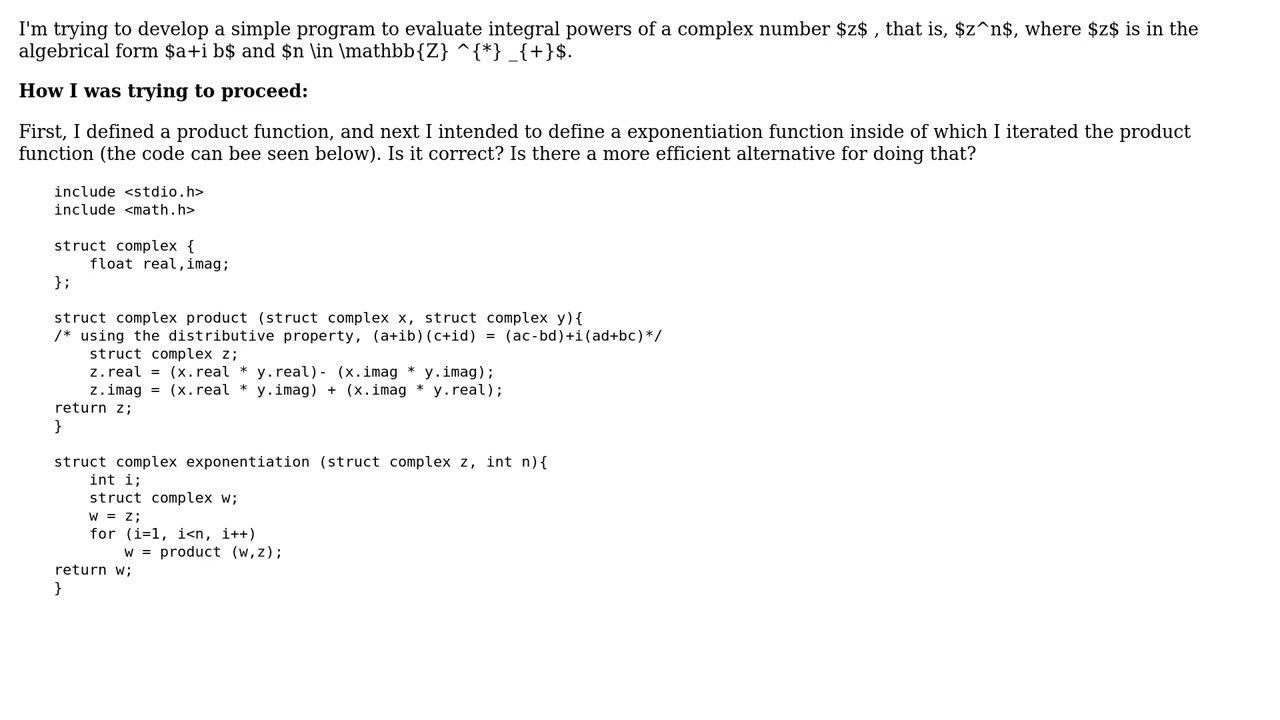 I'm trying to develop a simple program to evaluate integral powers of a complex number $z$ , that is, $z^n$, where $z$ is in the
algebrical form $a+i b$ and $n \in \mathbb{Z} ^{*} _{+}$.
How I was trying to proceed:
First, I defined a product function, and next I intended to define a exponentiation function inside of which I iterated the product
function (the code can bee seen below). Is it correct? Is there a more efficient alternative for doing that?
include <stdio.h>
include <math.h>
struct complex {
    float real,imag;
};
struct complex product (struct complex x, struct complex y){
/* using the distributive property, (a+ib)(c+id) = (ac-bd)+i(ad+bc)*/
    struct complex z;
    z.real = (x.real * y.real)- (x.imag * y.imag);
    z.imag = (x.real * y.imag) + (x.imag * y.real);
return z;
}
struct complex exponentiation (struct complex z, int n){
    int i;
    struct complex w;
    w = z;
    for (i=1, i<n, i++)
        w = product (w,z);
return w;
}